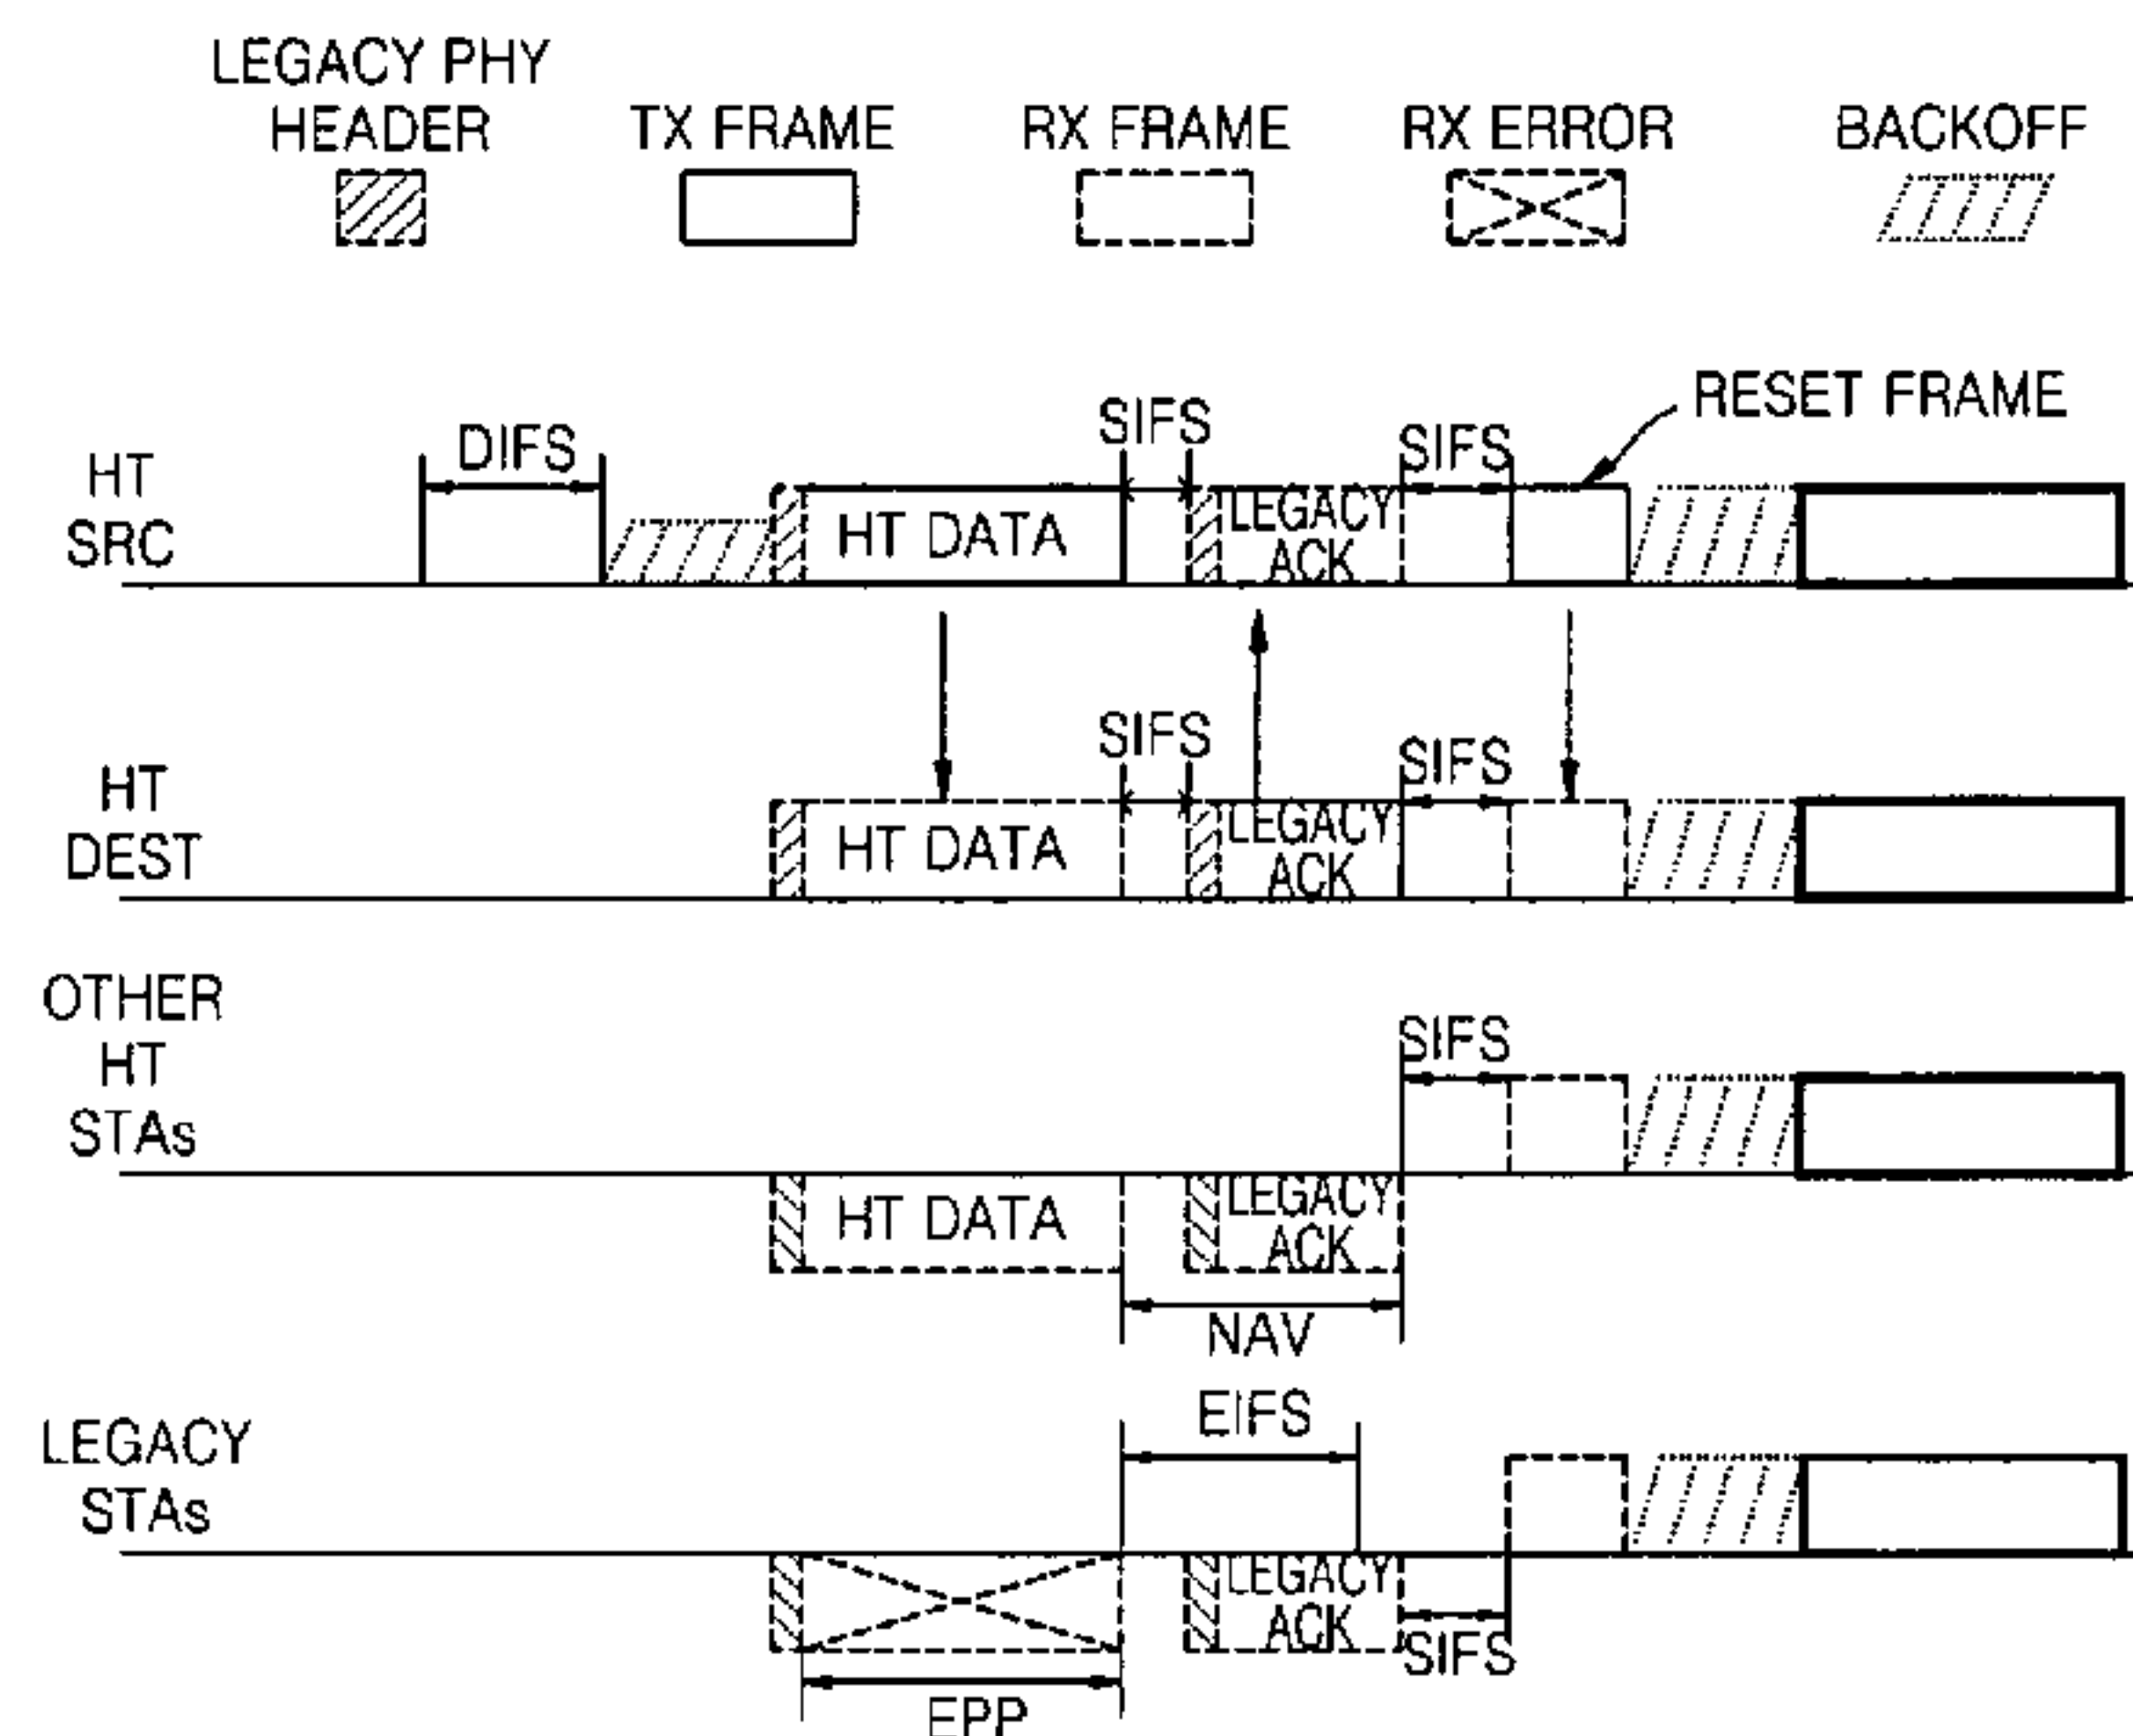 LEGACY PHY
HEADER
TX FRAME
RX FRAME
RX ERROR
BACKOFF
RESET FRAME
HT
SRC
DIFS
SIFS
SIFS
HT DATA
LEGACY
ACK
HT
DEST
SIFS
SIFS
HT DATA
LEGACY
ACK
OTHER
HT
STAs
SIFS
HT DATA
LEGACY
ACK
NAV
LEGACY
STAs
EIFS
LEGACY
ACK
SIFS
EPP